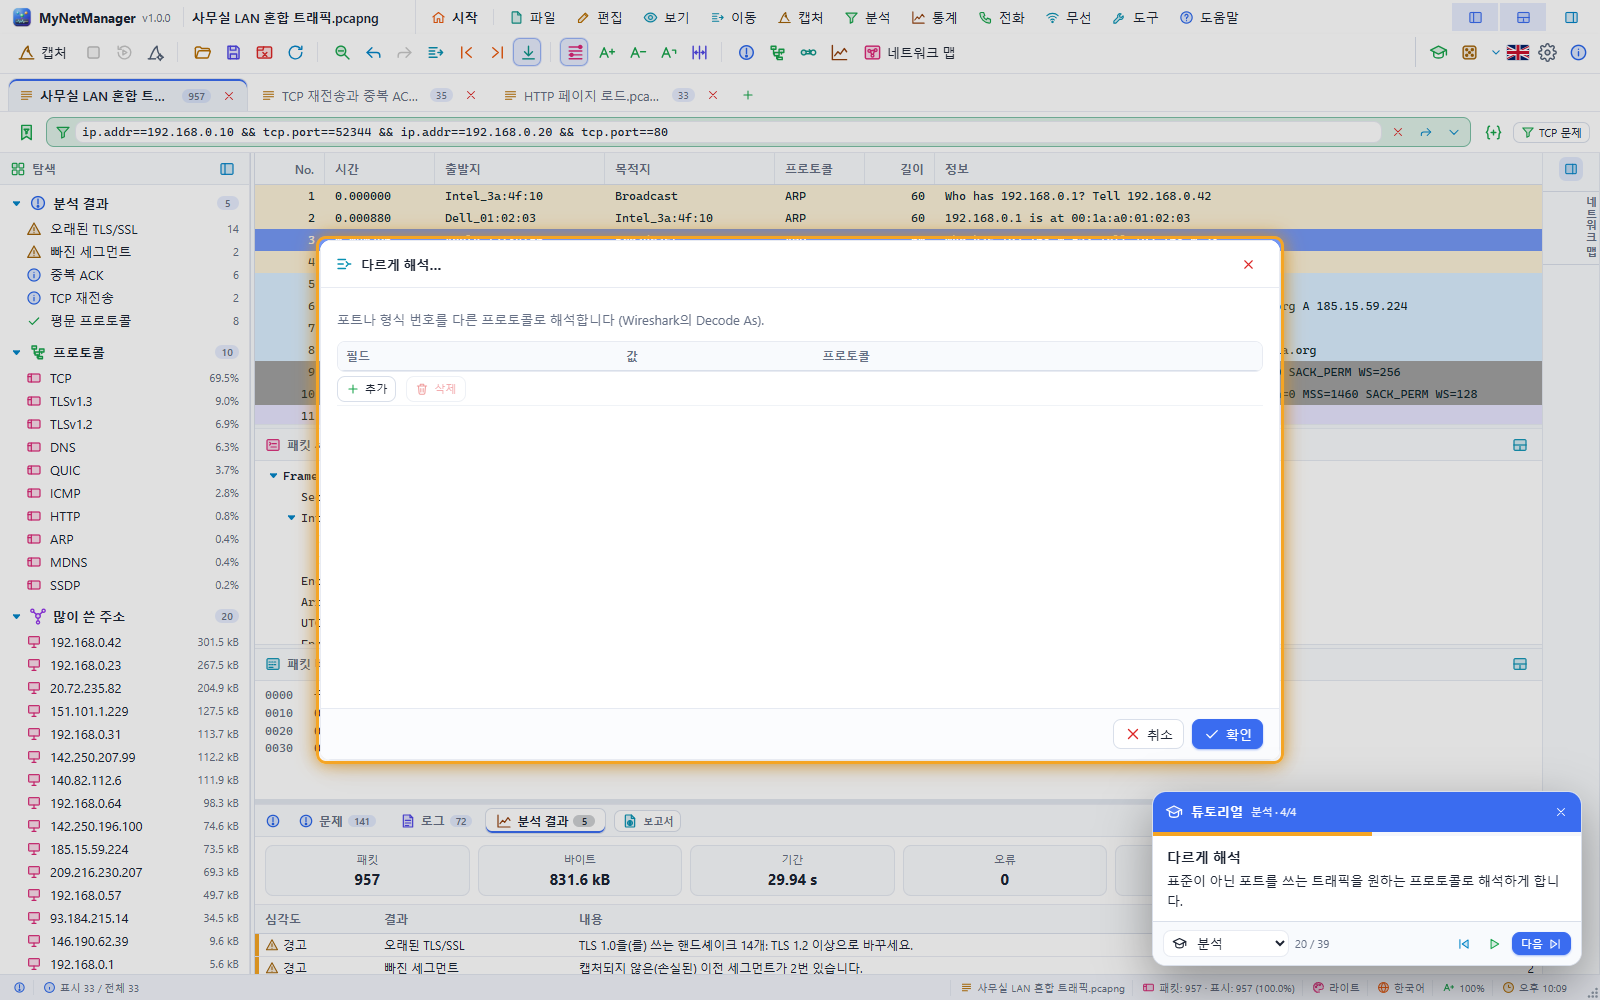 MyNetManager v1.0.0 사무실 LAN 혼합 트래픽.pcapng 시작 파일 편집 보기 이동 캡처 분석 통계 전화 무선 도구 도움말
캡처 네트워크 맵
사무실 LAN 혼합 트... 957 TCP 재전송과 중복 AC... 35 HTTP 페이지 로드.pca... 33
ip.addr==192.168.0.10 && tcp.port==52344 && ip.addr==192.168.0.20 && tcp.port==80 TCP 문제
탐색
분석 결과 5
오래된 TLS/SSL 14
빠진 세그먼트 2
중복 ACK 6
TCP 재전송 2
평문 프로토콜 8
프로토콜 10
TCP 69.5%
TLSv1.3 9.0%
TLSv1.2 6.9%
DNS 6.3%
QUIC 3.7%
ICMP 2.8%
HTTP 0.8%
ARP 0.4%
MDNS 0.4%
SSDP 0.2%
많이 쓴 주소 20
192.168.0.42 301.5 kB
192.168.0.23 267.5 kB
20.72.235.82 204.9 kB
151.101.1.229 127.5 kB
192.168.0.31 113.7 kB
142.250.207.99 112.2 kB
140.82.112.6 111.9 kB
192.168.0.64 98.3 kB
142.250.196.100 74.6 kB
185.15.59.224 73.5 kB
209.216.230.207 69.3 kB
192.168.0.57 49.7 kB
93.184.215.14 34.5 kB
146.190.62.39 9.6 kB
192.168.0.1 5.6 kB
No. 시간 출발지 목적지 프로토콜 길이 정보
1 0.000000 Intel_3a:4f:10 Broadcast ARP 60 Who has 192.168.0.1? Tell 192.168.0.42
2 0.000880 Dell_01:02:03 Intel_3a:4f:10 ARP 60 192.168.0.1 is at 00:1a:a0:01:02:03
3
4
5
6 rg A 185.15.59.224
7
8 a.org
9 SACK_PERM WS=256
10 =0 MSS=1460 SACK_PERM WS=128
11
네트워크 맵
패킷
Frame
Sec
Int
Enc
Arr
UTC
패킷
0000
0010
0020
0030
다르게 해석...
포트나 형식 번호를 다른 프로토콜로 해석합니다 (Wireshark의 Decode As).
필드 값 프로토콜
추가 삭제
취소 확인
문제 141 로그 72 분석 결과 5 보고서
패킷 957
바이트 831.6 kB
기간 29.94 s
오류 0
심각도 결과 내용
경고 오래된 TLS/SSL TLS 1.0을(를) 쓰는 핸드셰이크 14개: TLS 1.2 이상으로 바꾸세요.
경고 빠진 세그먼트 캡처되지 않은(손실된) 이전 세그먼트가 2번 있습니다. 2
튜토리얼 분석 · 4/4
다르게 해석
표준이 아닌 포트를 쓰는 트래픽을 원하는 프로토콜로 해석하게 합니
다.
분석 20 / 39 다음
표시 33 / 전체 33 사무실 LAN 혼합 트래픽.pcapng 패킷: 957 · 표시: 957 (100.0%) 라이트 한국어 100% 오후 10:09